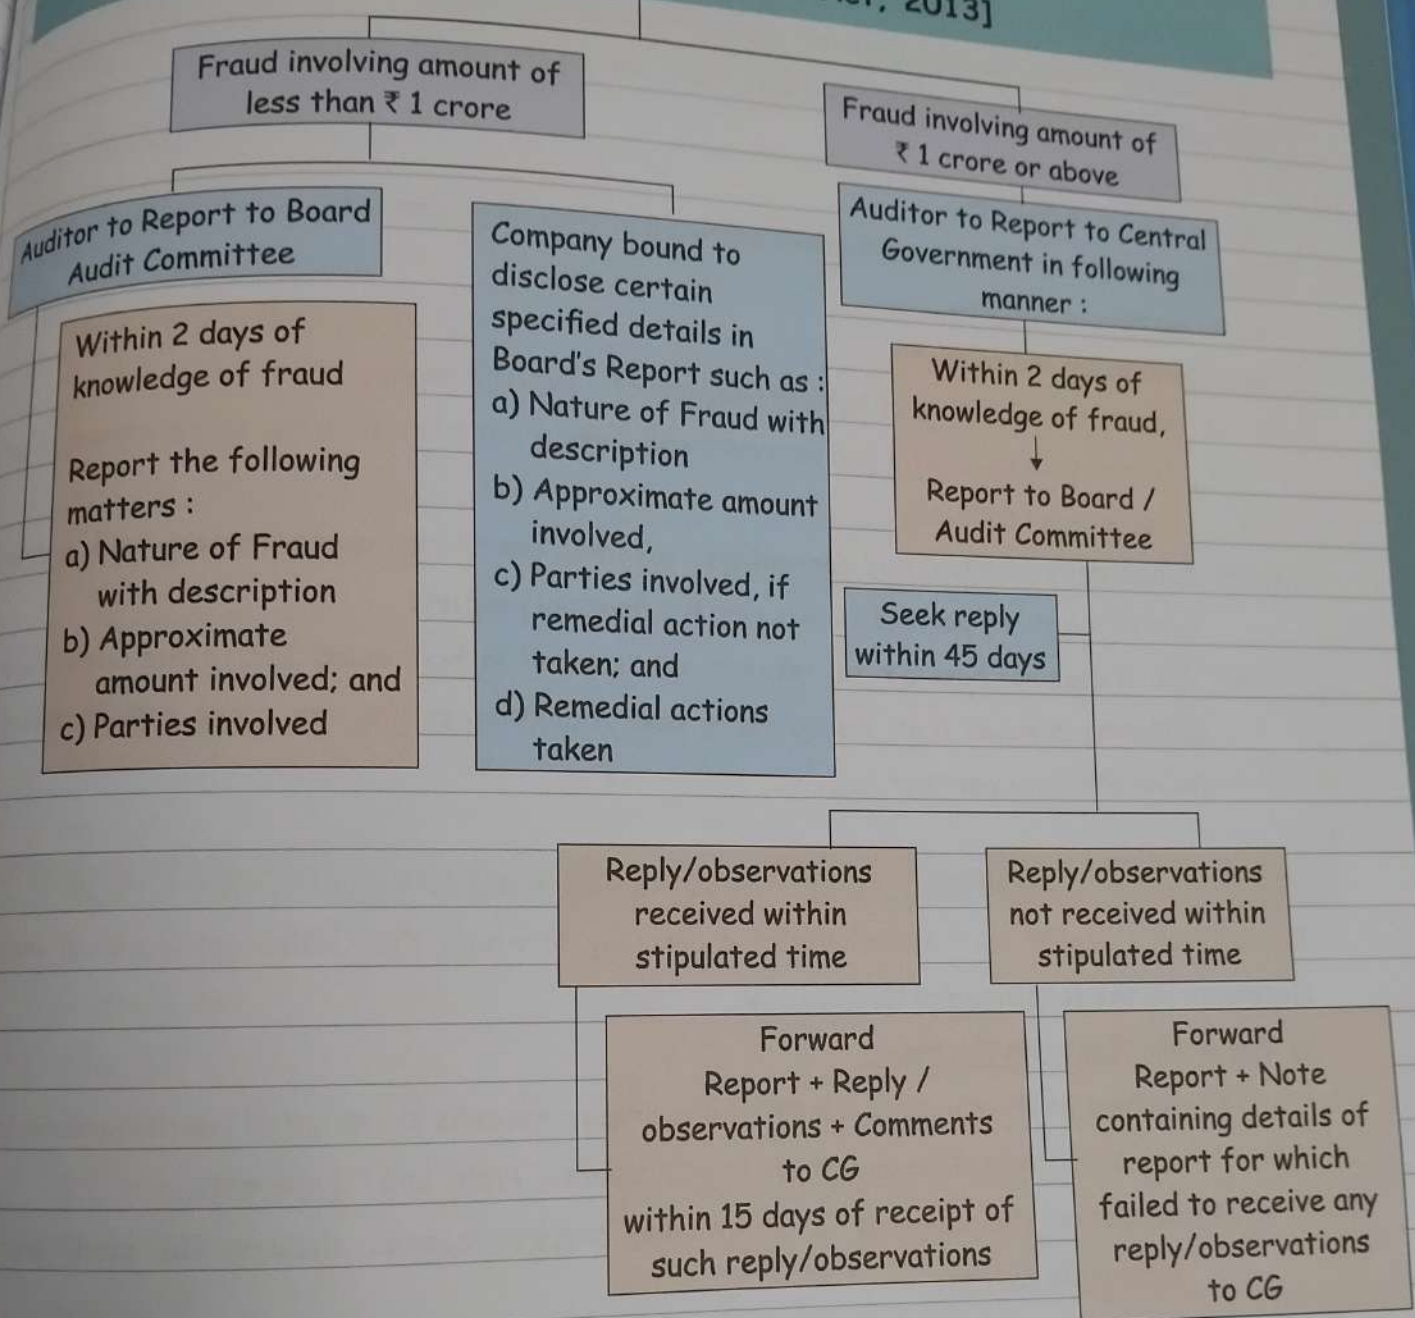 2013]
Fraud involving amount of
less than ₹ 1 crore
Fraud involving amount of
₹ 1 crore or above
Auditor to Report to Board
Audit Committee
Within 2 days of
knowledge of fraud
Report the following
matters :
a) Nature of Fraud
with description
b) Approximate
amount involved; and
c) Parties involved
Company bound to
disclose certain
specified details in
Board's Report such as :
a) Nature of Fraud with
description
b) Approximate amount
involved,
c) Parties involved, if
remedial action not
taken; and
d) Remedial actions
taken
Auditor to Report to Central
Government in following
manner :
Within 2 days of
knowledge of fraud,
Report to Board /
Audit Committee
Seek reply
within 45 days
Reply/observations
received within
stipulated time
Forward
Report + Reply /
observations + Comments
to CG
within 15 days of receipt of
such reply/observations
Reply/observations
not received within
stipulated time
Forward
Report + Note
containing details of
report for which
failed to receive any
reply/observations
to CG